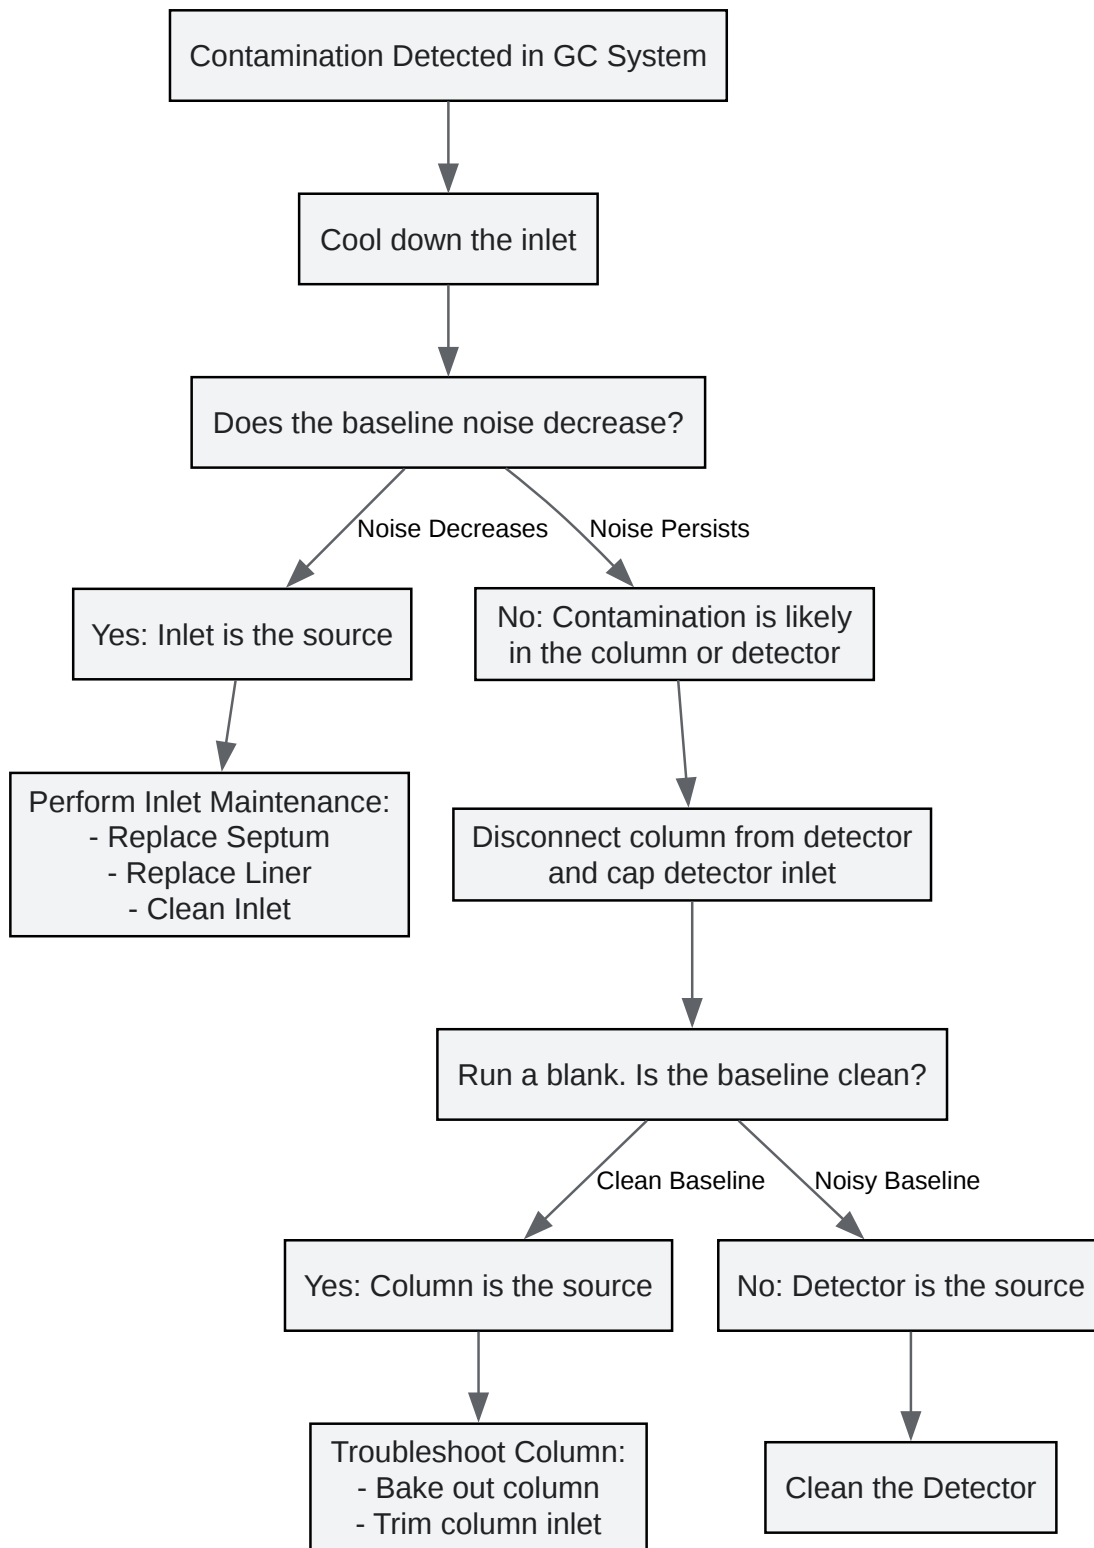 Contamination Detected in GC System
Cool down the inlet
Does the baseline noise decrease?
Noise Decreases
Noise Persists
Yes: Inlet is the source
No: Contamination is likely
in the column or detector
Perform Inlet Maintenance:
- Replace Septum
- Replace Liner
- Clean Inlet
Disconnect column from detector
and cap detector inlet
Run a blank. Is the baseline clean?
Clean Baseline
Noisy Baseline
Yes: Column is the source
No: Detector is the source
Troubleshoot Column:
- Bake out column
- Trim column inlet
Clean the Detector